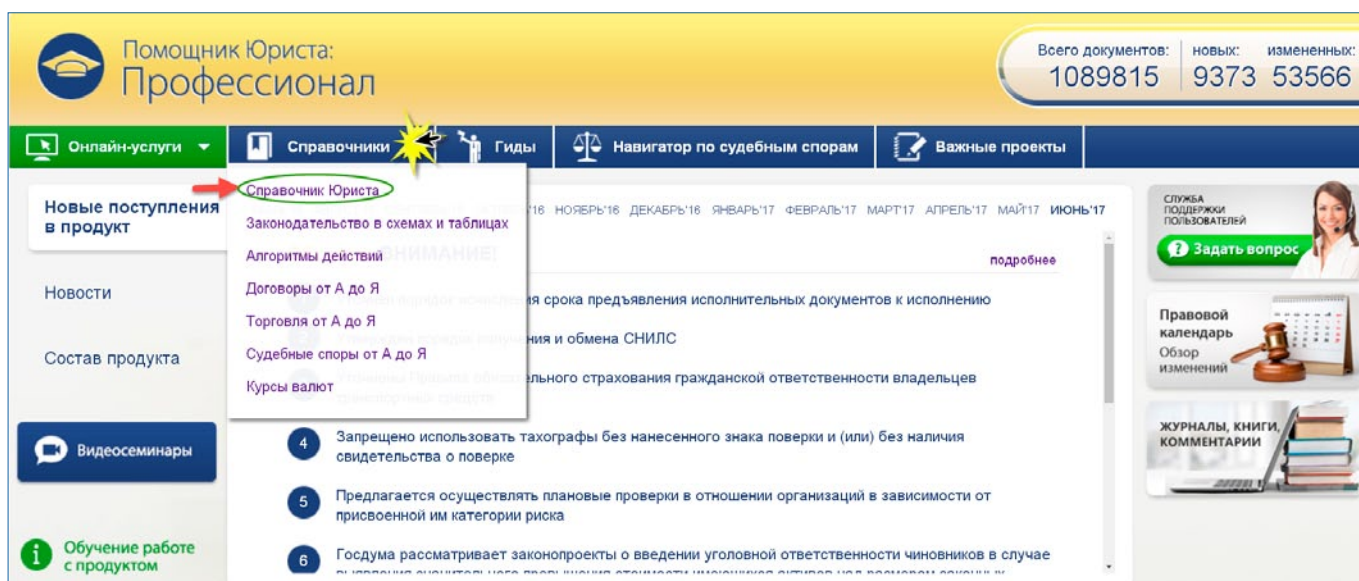 Помощник Юриста:
Профессионал
Всего документов: новых: измененных:
1089815 9373 53566
Онлайн-услуги Справочники Гиды Навигатор по судебным спорам Важные проекты
Справочник Юриста
Законодательство в схемах и таблицах
Алгоритмы действий
Договоры от А до Я
Торговля от А до Я
Судебные споры от А до Я
Курсы валют
Новые поступления
в продукт
Новости
Состав продукта
Видеосеминары
Обучение работе
с продуктом
'16 НОЯБРЬ'16 ДЕКАБРЬ'16 ЯНВАРЬ'17 ФЕВРАЛЬ'17 МАРТ'17 АПРЕЛЬ'17 МАЙ'17 ИЮНЬ'17
ВНИМАНИЕ!
подробнее
срока предъявления исполнительных документов к исполнению
и обмена СНИЛС
страхования гражданской ответственности владельцев
4 Запрещено использовать тахографы без нанесенного знака поверки и (или) без наличия
свидетельства о поверке
5 Предлагается осуществлять плановые проверки в отношении организаций в зависимости от
присвоенной им категории риска
6 Госдума рассматривает законопроекты о введении уголовной ответственности чиновников в случае
СЛУЖБА
ПОДДЕРЖКИ
ПОЛЬЗОВАТЕЛЕЙ
Задать вопрос
Правовой
календарь
Обзор
изменений
ЖУРНАЛЫ, КНИГИ,
КОММЕНТАРИИ